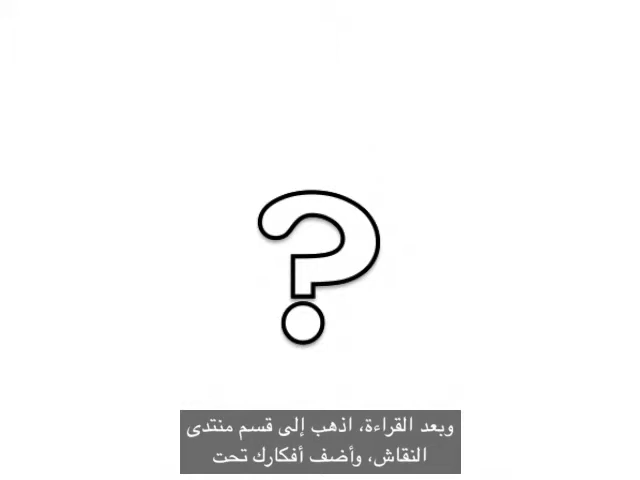 وبعد القراءة، اذهب إلى قسم منتدى
النقاش، وأضف أفكارك تحت